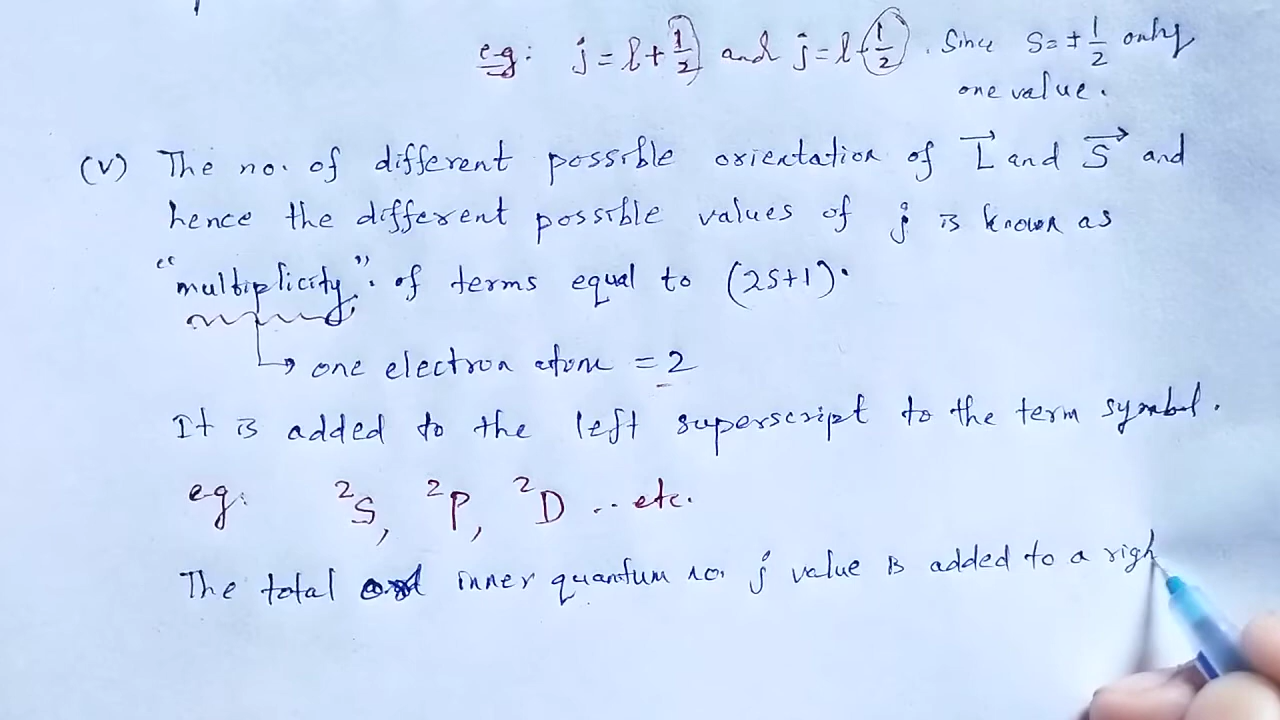 e.g: j = l + 1/2 and j = l - 1/2 . Since S = ± 1/2 only
one value.
(V) The no. of different possible orientation of L⃗ and S⃗ and
hence the different possible values of j is known as
"multiplicity". of terms equal to (2S+1).
↳ one electron atom = 2
It is added to the left superscript to the term symbol.
eg: ²S, ²P, ²D ... etc.
The total inner quantum no. j value is added to a righ